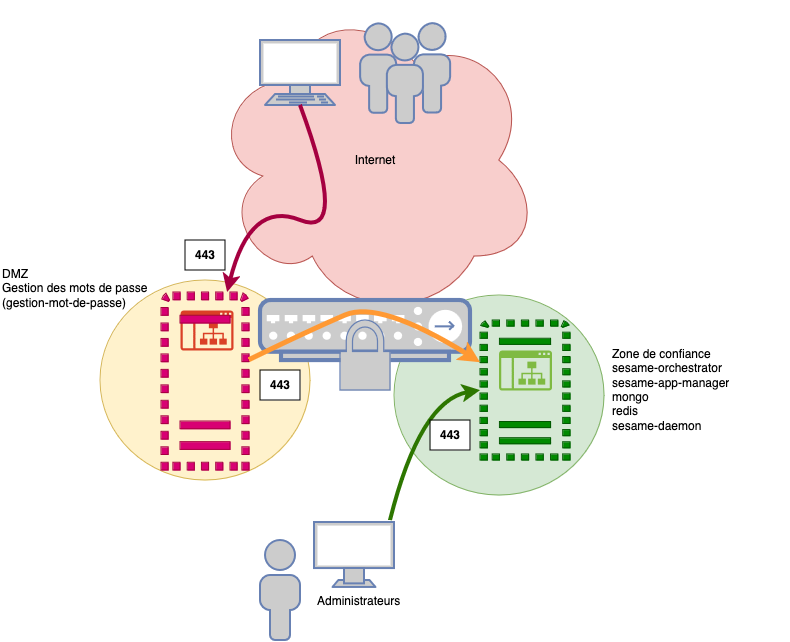 Internet
443
DMZ
Gestion des mots de passe
(gestion-mot-de-passe)
443
Zone de confiance
sesame-orchestrator
sesame-app-manager
mongo
redis
sesame-daemon
443
Administrateurs